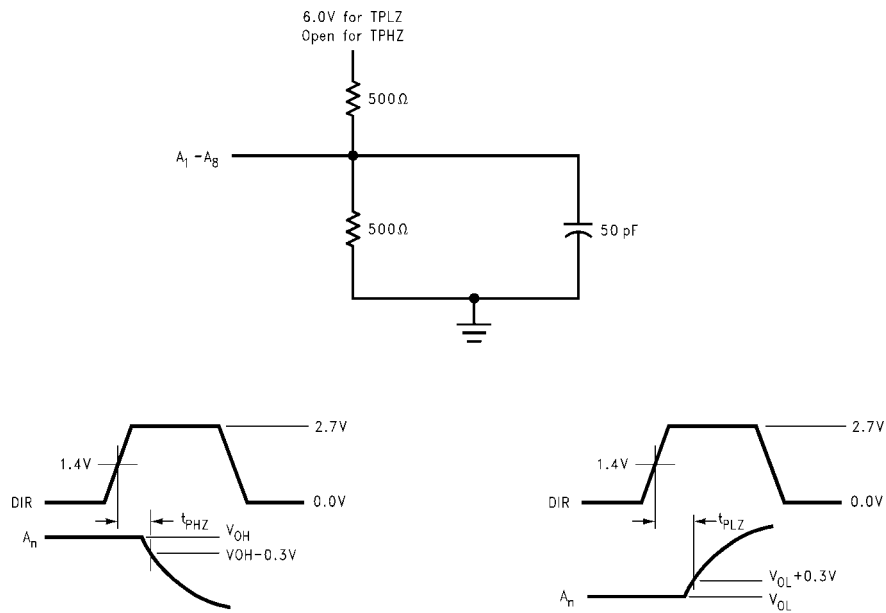 6.0V for TPLZ
Open for TPHZ
500Ω
A1 – A8
500Ω
50 pF
2.7V
1.4V
DIR
0.0V
tPHZ
An
VOH
VOH–0.3V
2.7V
1.4V
DIR
0.0V
tPLZ
VOL+0.3V
An
VOL